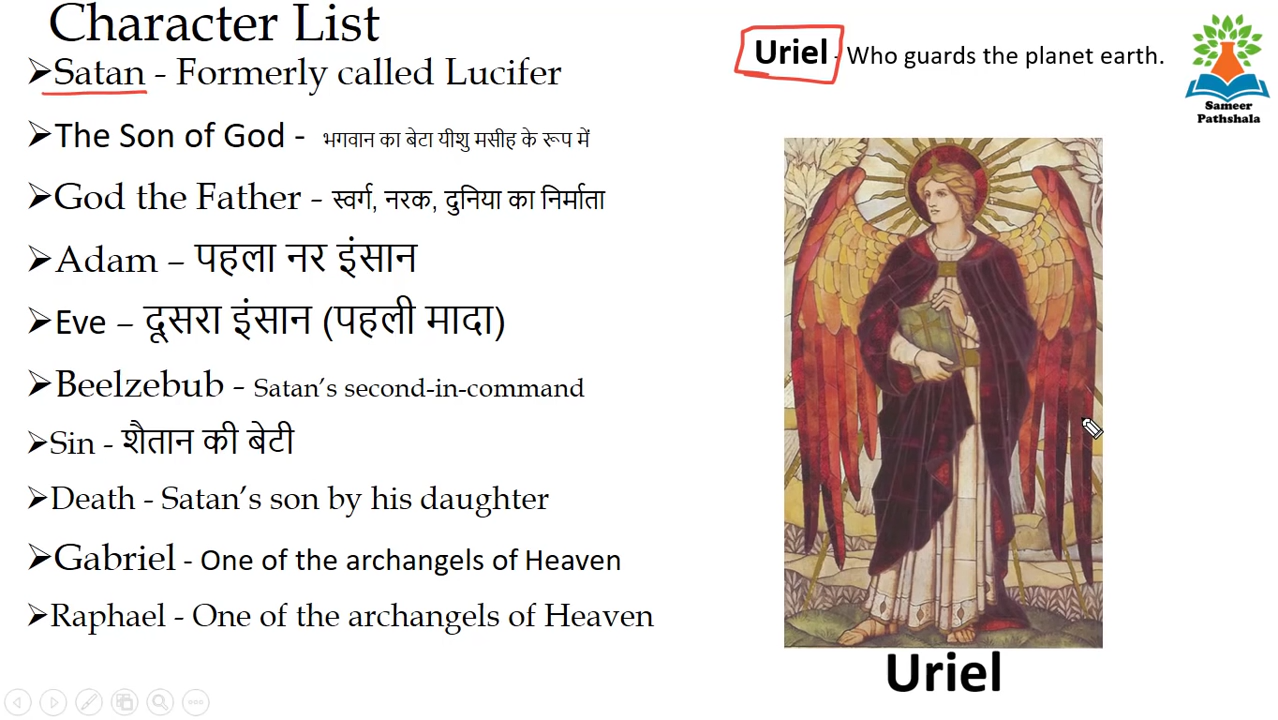 Character List
➤Satan - Formerly called Lucifer
➤The Son of God - भगवान का बेटा यीशु मसीह के रूप में
➤God the Father – स्वर्ग, नरक, दुनिया का निर्माता
➤Adam – पहला नर इंसान
➤Eve – दूसरा इंसान (पहली मादा)
➤Beelzebub - Satan’s second-in-command
➤Sin - शैतान की बेटी
➤Death - Satan’s son by his daughter
➤Gabriel - One of the archangels of Heaven
➤Raphael - One of the archangels of Heaven
Uriel - Who guards the planet earth.
Sameer
Pathshala
Uriel